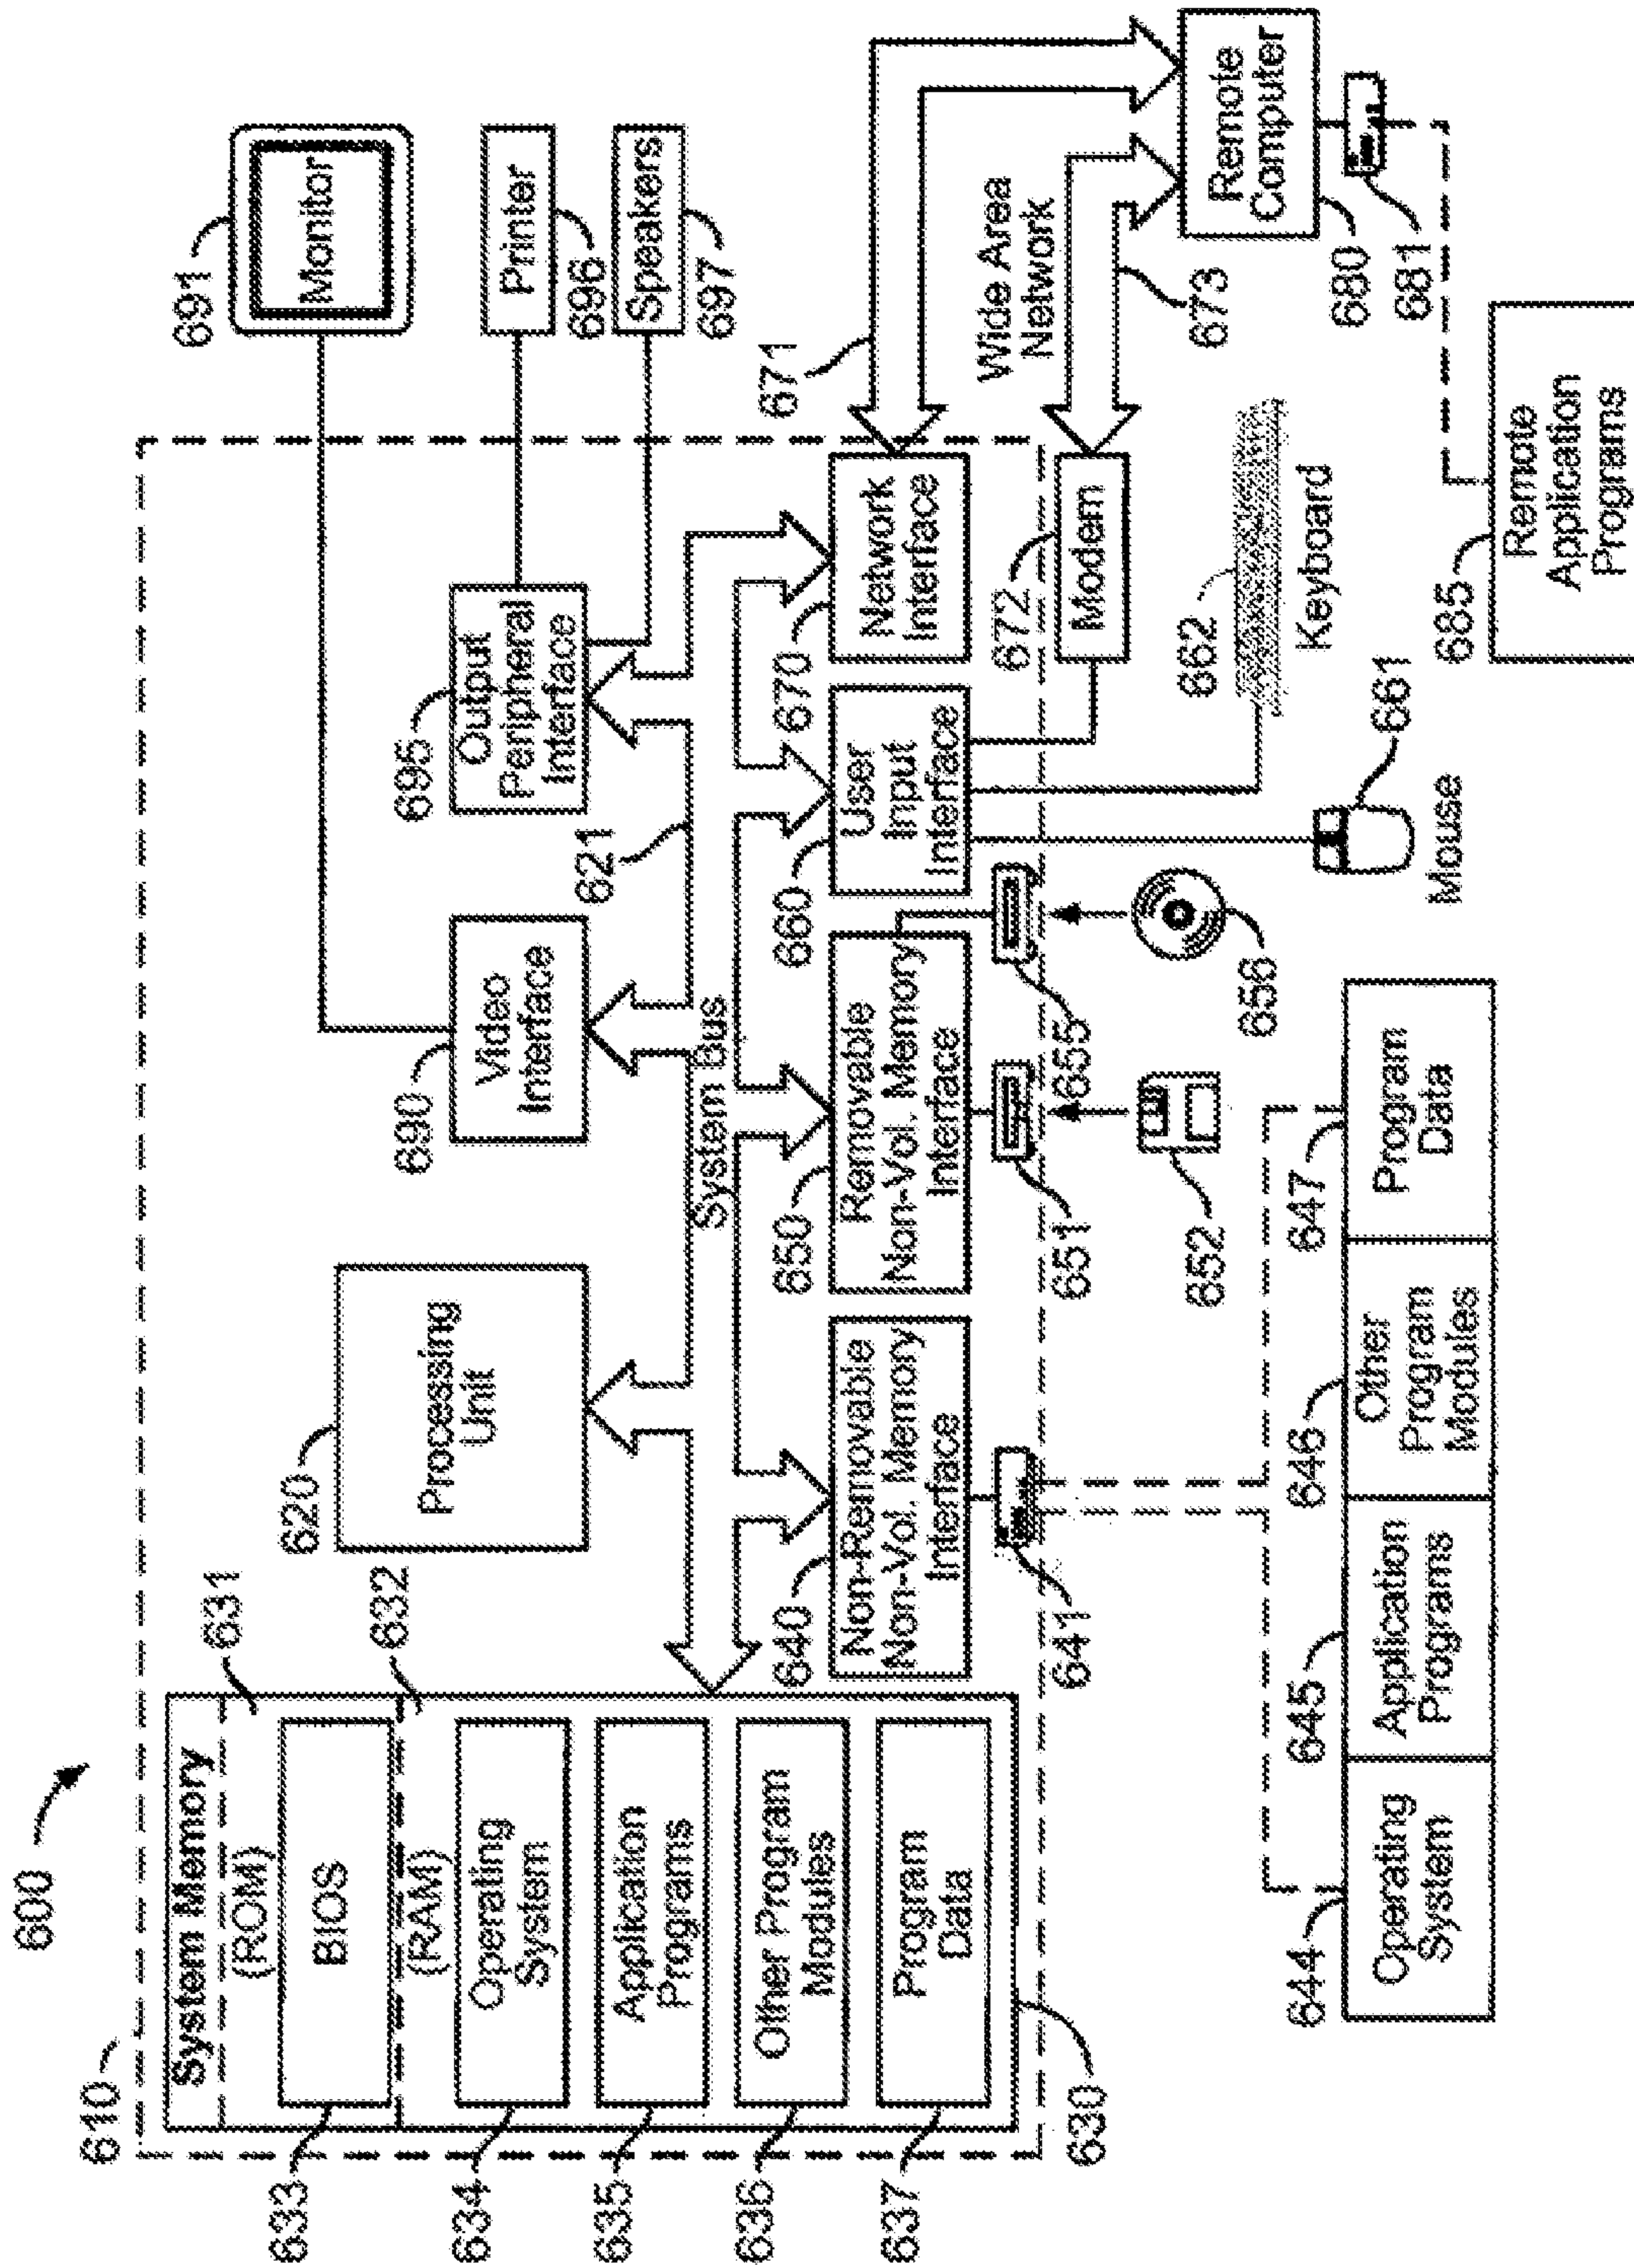 600
610
System Memory
(ROM)
631
BIOS
633
(RAM)
632
Operating
System
634
Application
Programs
635
Other Program
Modules
636
Program
Data
637
630
620
Processing
Unit
690
Video
Interface
695
Output
Peripheral
Interface
691
Monitor
Printer
696
Speakers
697
System Bus
621
640
Non-Removable
Non-Vol. Memory
Interface
650
Removable
Non-Vol. Memory
Interface
660
User
Input
Interface
670
Network
Interface
671
641
651
655
672
Modem
Wide Area
Network
673
652
656
662
Keyboard
661
Mouse
Remote
Computer
680
681
644
Operating
System
645
Application
Programs
646
Other
Program
Modules
647
Program
Data
685
Remote
Application
Programs